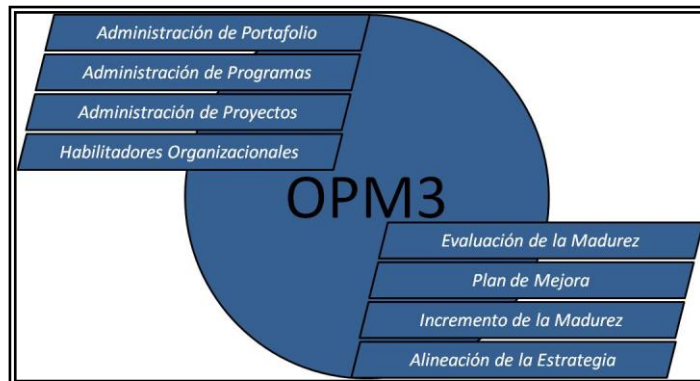 Administración de Portafolio
Administración de Programas
Administración de Proyectos
Habilitadores Organizacionales
OPM3
Evaluación de la Madurez
Plan de Mejora
Incremento de la Madurez
Alineación de la Estrategia